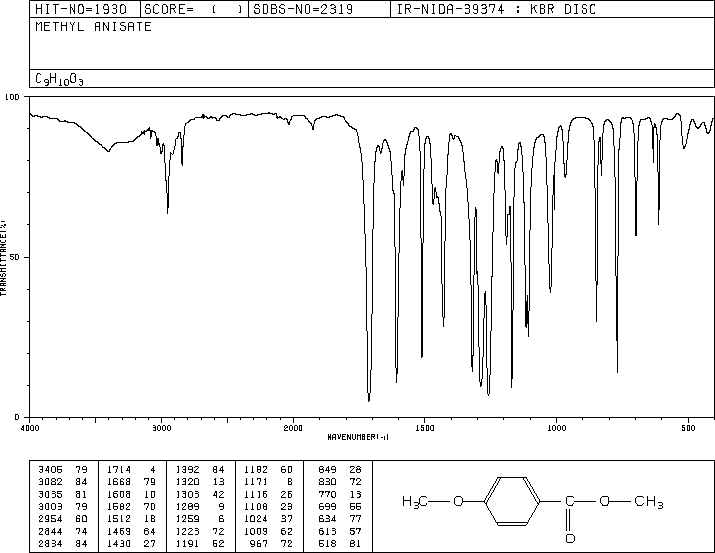 HIT-NO=1930 SCORE= ( ) SDBS-NO=2319 IR-NIDA-39374 : KBR DISC
METHYL ANISATE
C9H10O3
100
50
0
TRANSMITTANCE(%)
4000 3000 2000 1500 1000 500
WAVENUMBER(-1)
3406 79 1714 4 1392 84 1182 60 849 28
3082 84 1668 79 1320 13 1171 8 830 72
3035 81 1608 10 1303 42 1116 26 770 13
3003 79 1582 70 1289 9 1108 23 699 55
2954 60 1512 18 1259 6 1024 37 634 77
2844 74 1469 64 1223 72 1009 62 613 57
2834 84 1430 27 1191 52 967 72 518 81
H3C O C O CH3
O